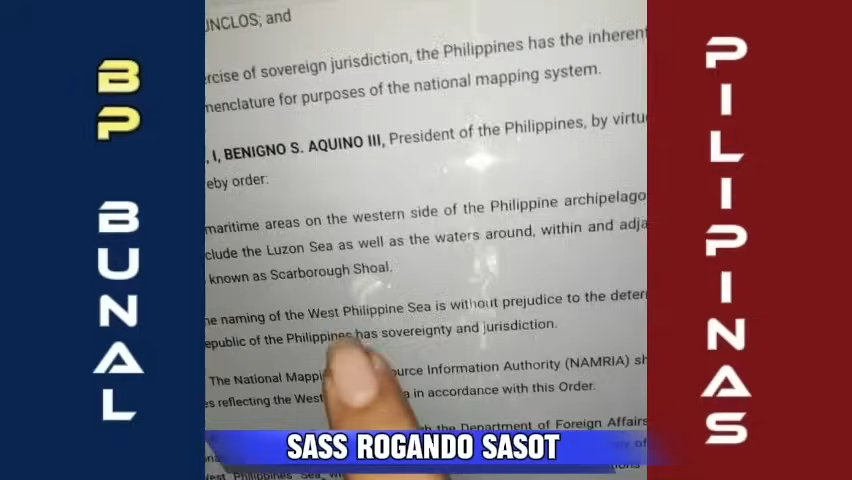 BP BUNAL
UNCLOS; and
ercise of sovereign jurisdiction, the Philippines has the inherent
nenclature for purposes of the national mapping system.
, I, BENIGNO S. AQUINO III, President of the Philippines, by virtu
eby order:
maritime areas on the western side of the Philippine archipelago
clude the Luzon Sea as well as the waters around, within and adja
known as Scarborough Shoal.
he naming of the West Philippine Sea is without prejudice to the deter
epublic of the Philippines has sovereignty and jurisdiction.
The National Mappi ource Information Authority (NAMRIA) sh
es reflecting the West a in accordance with this Order.
h the Department of Foreign Affairs
SASS ROGANDO SASOT
West Philippines Sea,
PILIPINAS